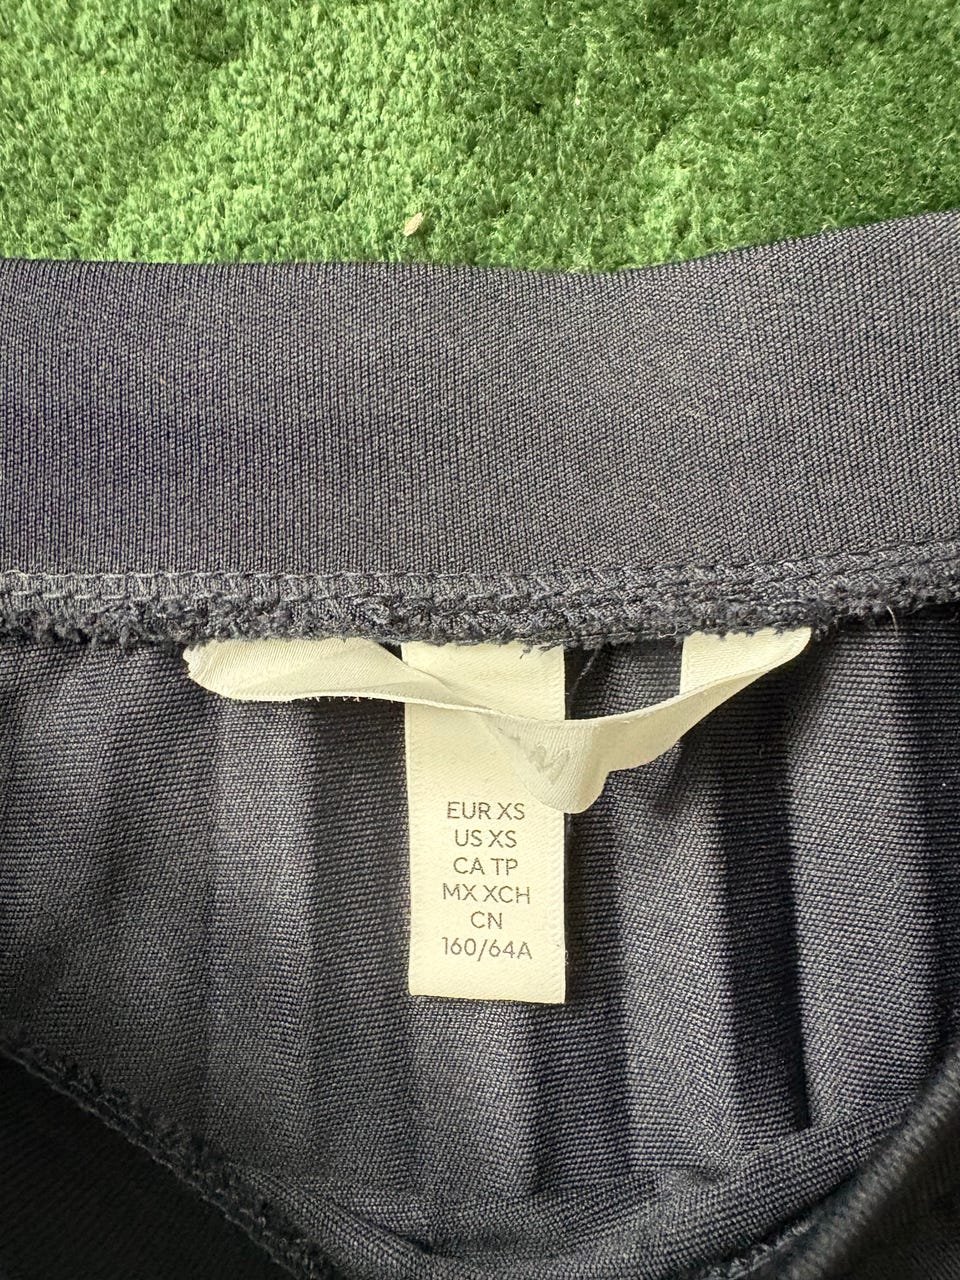 EUR XS
US XS
CA TP
MX XCH
CN
160/64A